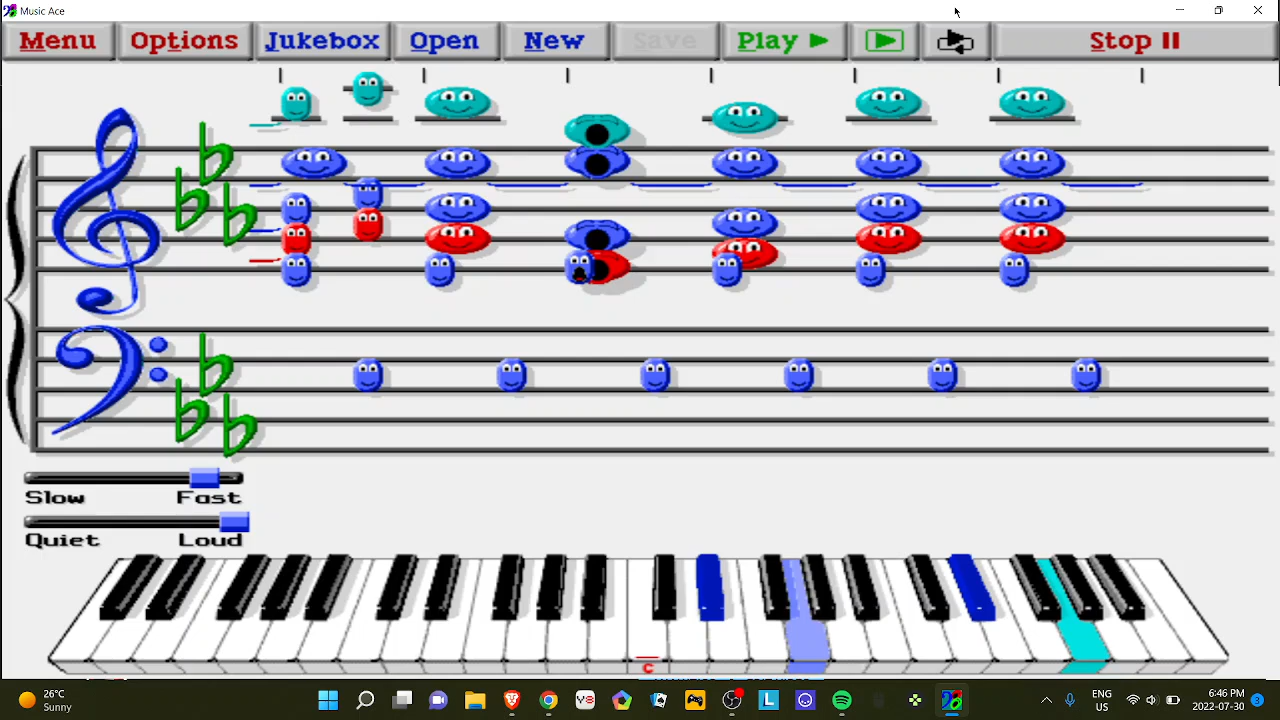 Music Ace
Menu Options Jukebox Open New Save Play Stop
Slow Fast
Quiet Loud
C
26°C
Sunny
ENG
US
6:46 PM
2022-07-30
3